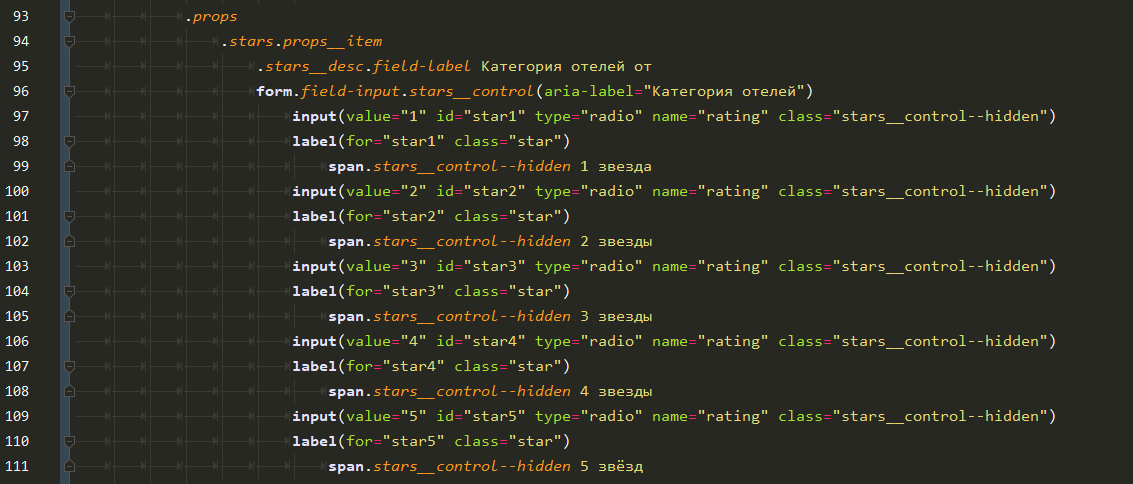 93 .props
94 .stars.props__item
95 .stars__desc.field-label Категория отелей от
96 form.field-input.stars__control(aria-label="Категория отелей")
97 input(value="1" id="star1" type="radio" name="rating" class="stars__control--hidden")
98 label(for="star1" class="star")
99 span.stars__control--hidden 1 звезда
100 input(value="2" id="star2" type="radio" name="rating" class="stars__control--hidden")
101 label(for="star2" class="star")
102 span.stars__control--hidden 2 звезды
103 input(value="3" id="star3" type="radio" name="rating" class="stars__control--hidden")
104 label(for="star3" class="star")
105 span.stars__control--hidden 3 звезды
106 input(value="4" id="star4" type="radio" name="rating" class="stars__control--hidden")
107 label(for="star4" class="star")
108 span.stars__control--hidden 4 звезды
109 input(value="5" id="star5" type="radio" name="rating" class="stars__control--hidden")
110 label(for="star5" class="star")
111 span.stars__control--hidden 5 звёзд